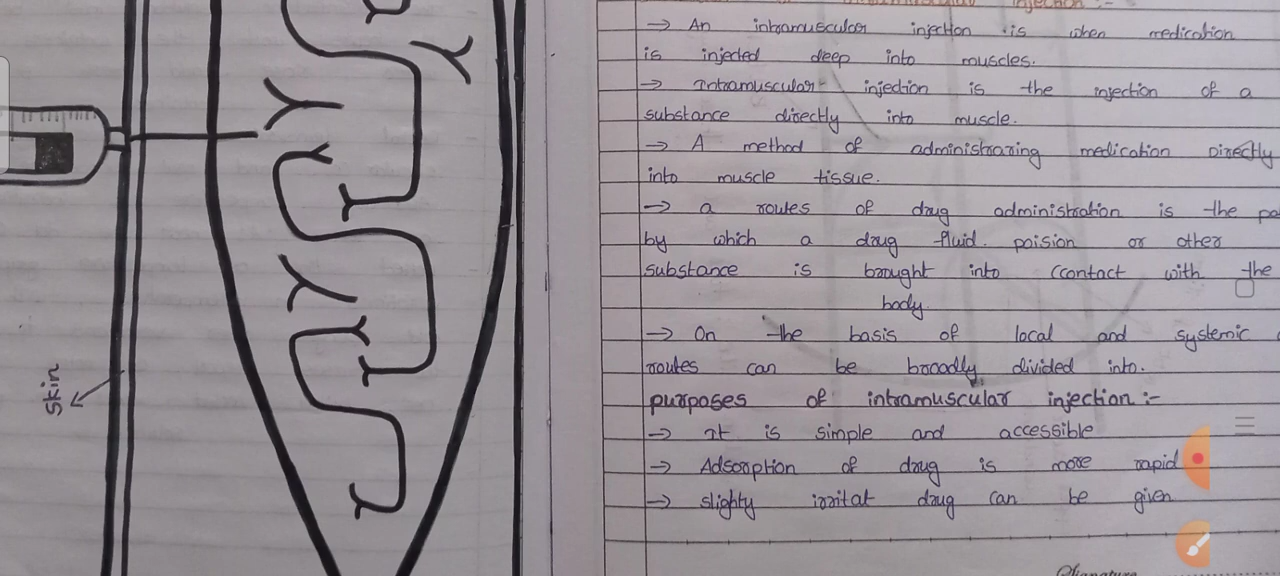 skin
intramuscular injection :-
→ An intramuscular injection is when medication
is injected deep into muscles.
→ Intramuscular injection is the injection of a
substance directly into muscle.
→ A method of administraring medication Directly
into muscle tissue.
→ a routes of drug administration is the
by which a drug fluid. poision or other
substance is brought into (contact with the
body.
→ On the basis of local and systemic
routes can be broadly divided into.
purposes of intramuscular injection :-
→ It is simple and accessible
→ Adsorption of drug is more rapid
→ slighty irritat drug can be given